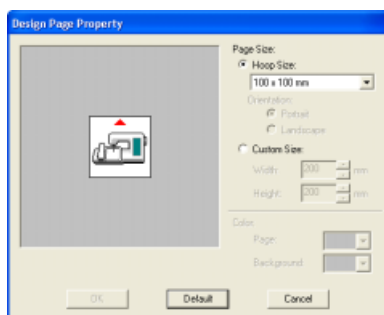 Design Page Property
Page Size:
Hoop Size:
100 x 100 mm
Orientation:
Portrait
Landscape
Custom Size:
Width: 200 mm
Height: 200 mm
Color
Page:
Background
OK Default Cancel